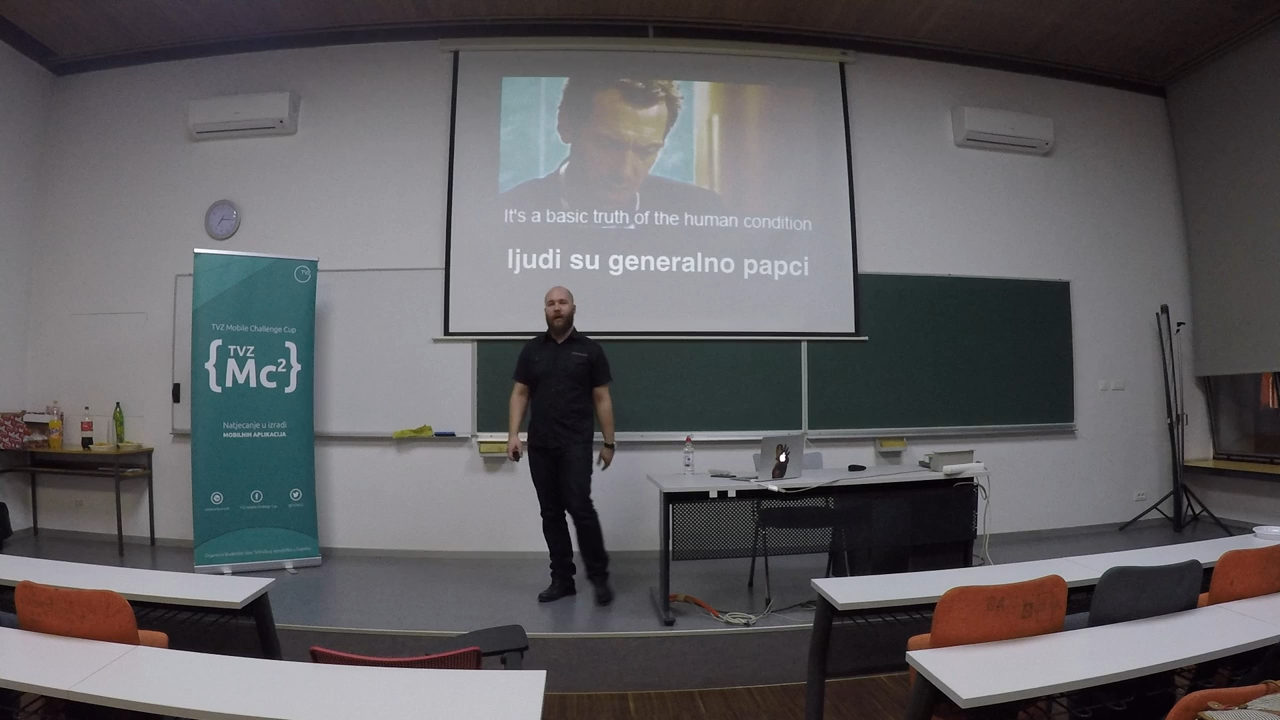 It's a basic truth of the human condition
ljudi su generalno papci
TVZ Mobile Challenge Cup
{TVZ
Mc²}
Natjecanje u izradi
MOBILNIH APLIKACIJA